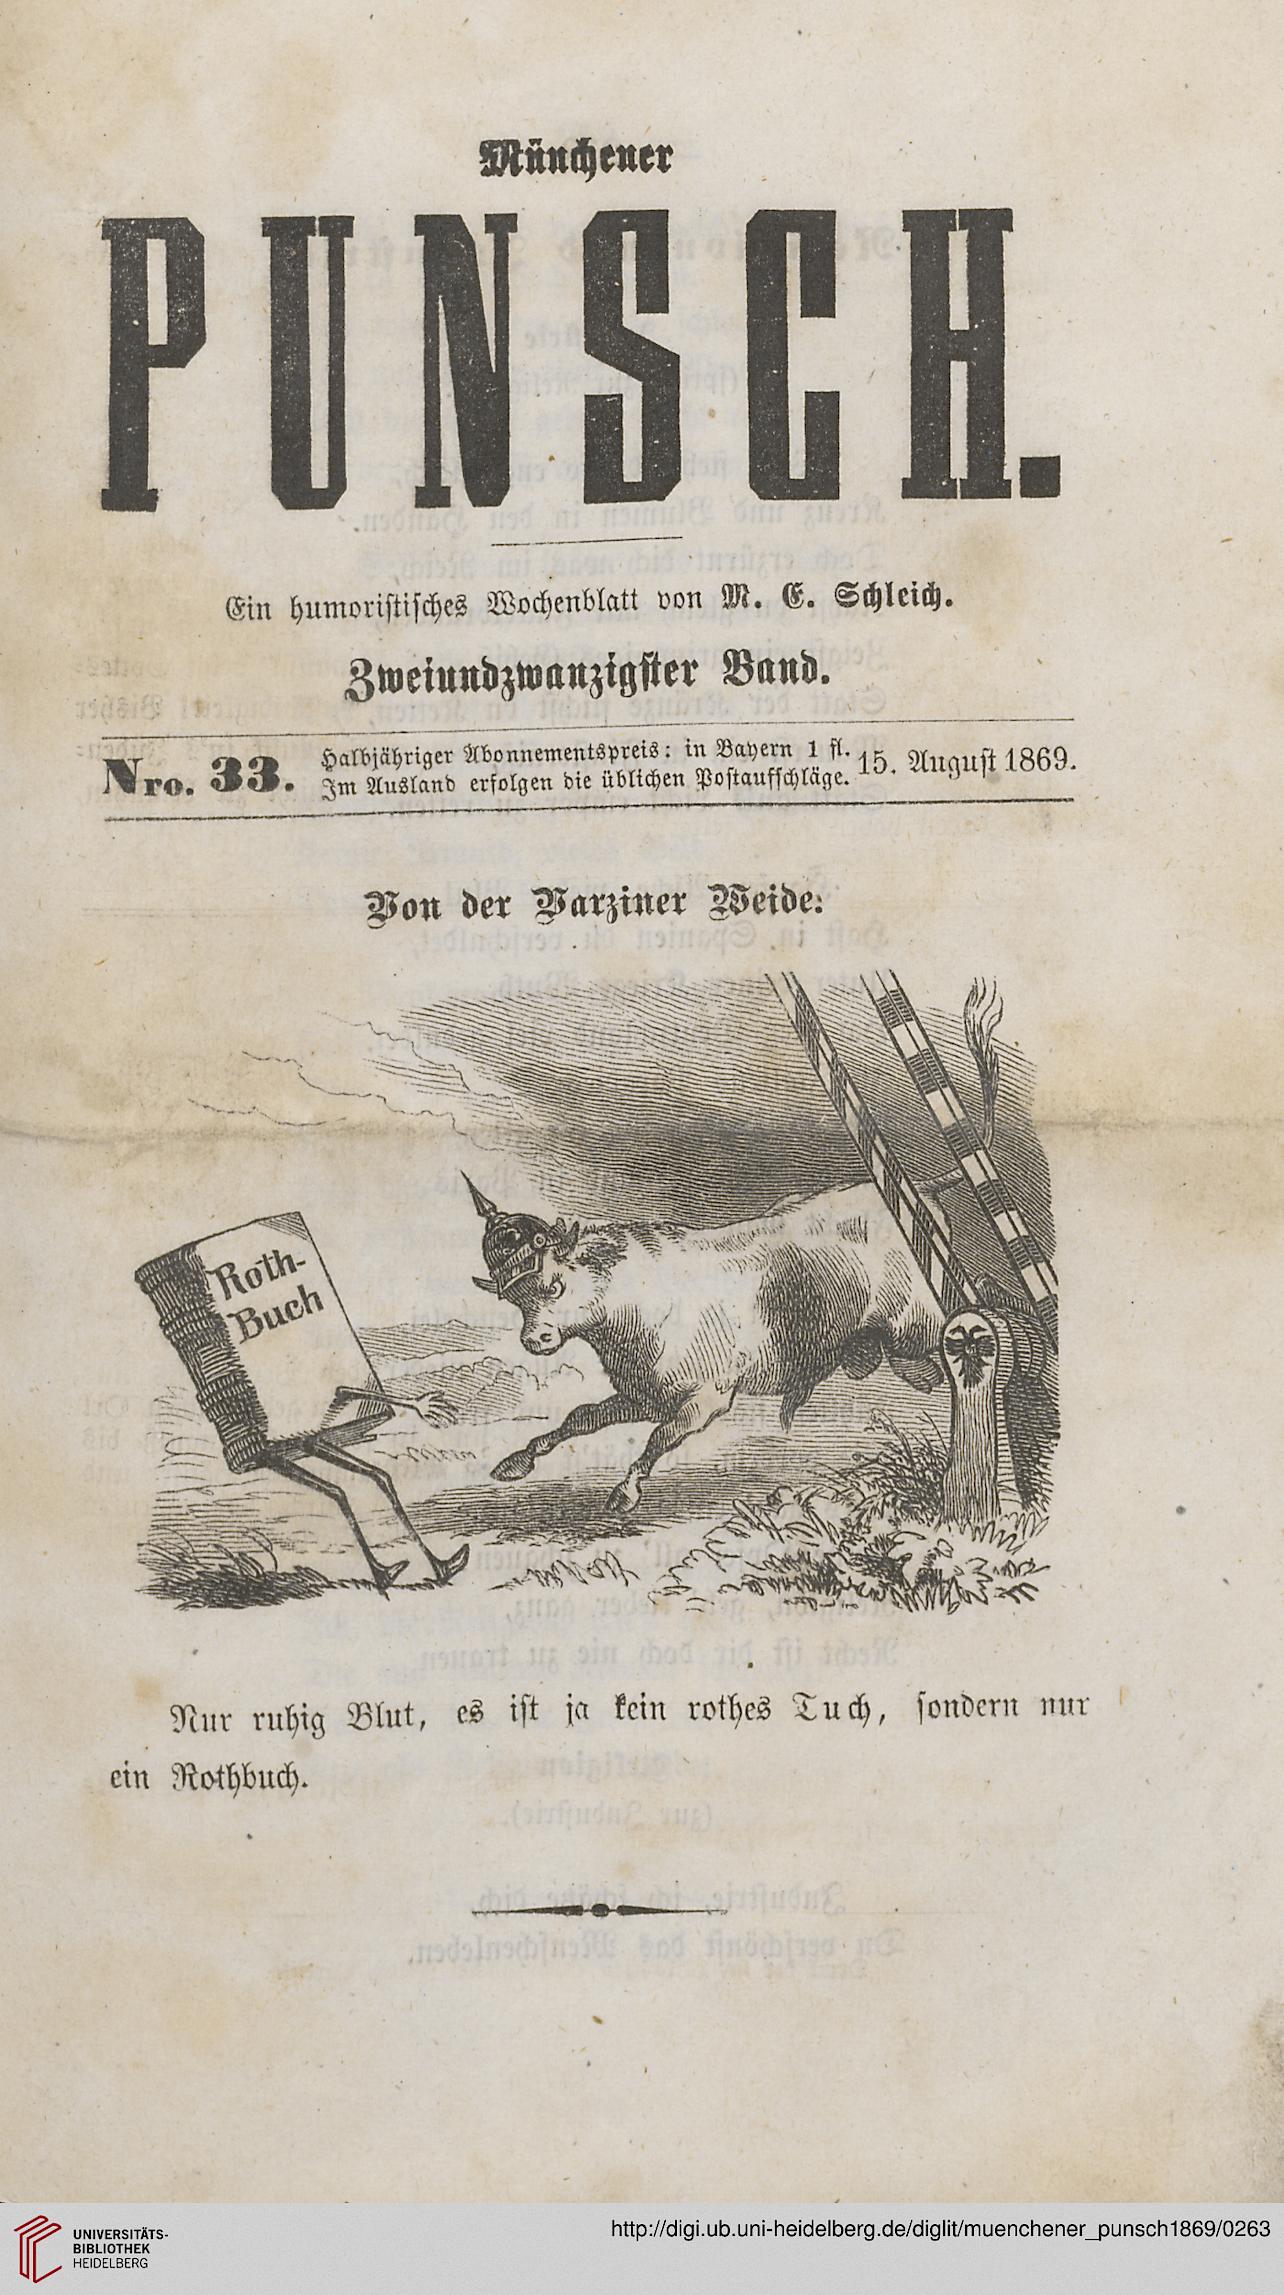 Münchener
PUNSCH.
Ein humoristisches Wochenblatt von M. E. Schleich.
Zweiundzwanzigster Band.
Nro. 33.
Halbjähriger Abonnementspreis: in Bayern 1 fl.
Im Ausland erfolgen die üblichen Postaufschläge.
15. August 1869.
Von der Varziner Weide:
Roth-
Buch
Nur ruhig Blut, es ist ja kein rothes Tuch, sondern nur
ein Rothbuch.
UNIVERSITÄTS-
BIBLIOTHEK
HEIDELBERG
http://digi.ub.uni-heidelberg.de/diglit/muenchener_punsch1869/0263